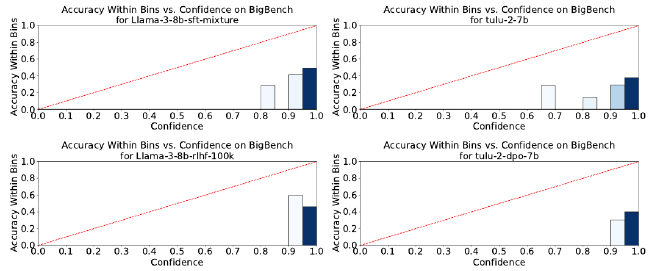 Accuracy Within Bins vs. Confidence on BigBench
for Llama-3-8b-sft-mixture
Accuracy Within Bins
1.0
0.8
0.6
0.4
0.2
0.0
0.0 0.1 0.2 0.3 0.4 0.5 0.6 0.7 0.8 0.9 1.0
Confidence
Accuracy Within Bins vs. Confidence on BigBench
for tulu-2-7b
Accuracy Within Bins
1.0
0.8
0.6
0.4
0.2
0.0
0.0 0.1 0.2 0.3 0.4 0.5 0.6 0.7 0.8 0.9 1.0
Confidence
Accuracy Within Bins vs. Confidence on BigBench
for Llama-3-8b-rlhf-100k
Accuracy Within Bins
1.0
0.8
0.6
0.4
0.2
0.0
0.0 0.1 0.2 0.3 0.4 0.5 0.6 0.7 0.8 0.9 1.0
Confidence
Accuracy Within Bins vs. Confidence on BigBench
for tulu-2-dpo-7b
Accuracy Within Bins
1.0
0.8
0.6
0.4
0.2
0.0
0.0 0.1 0.2 0.3 0.4 0.5 0.6 0.7 0.8 0.9 1.0
Confidence